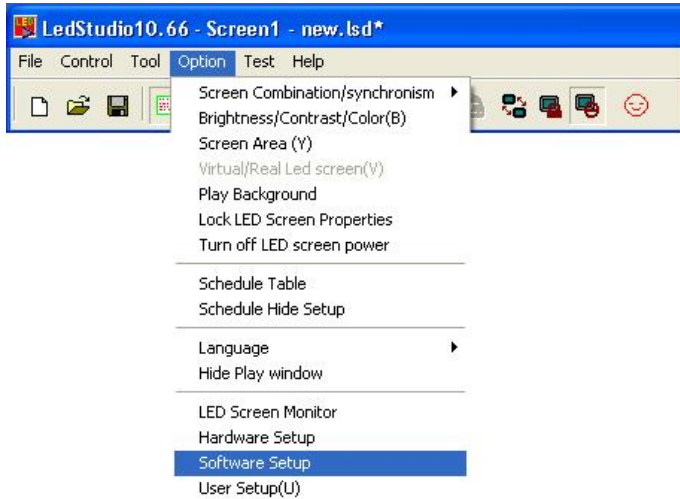 LedStudio10.66 - Screen1 - new.lsd*
File Control Tool Option Test Help
Screen Combination/synchronism
Brightness/Contrast/Color(B)
Screen Area (Y)
Virtual/Real Led screen(V)
Play Background
Lock LED Screen Properties
Turn off LED screen power
Schedule Table
Schedule Hide Setup
Language
Hide Play window
LED Screen Monitor
Hardware Setup
Software Setup
User Setup(U)